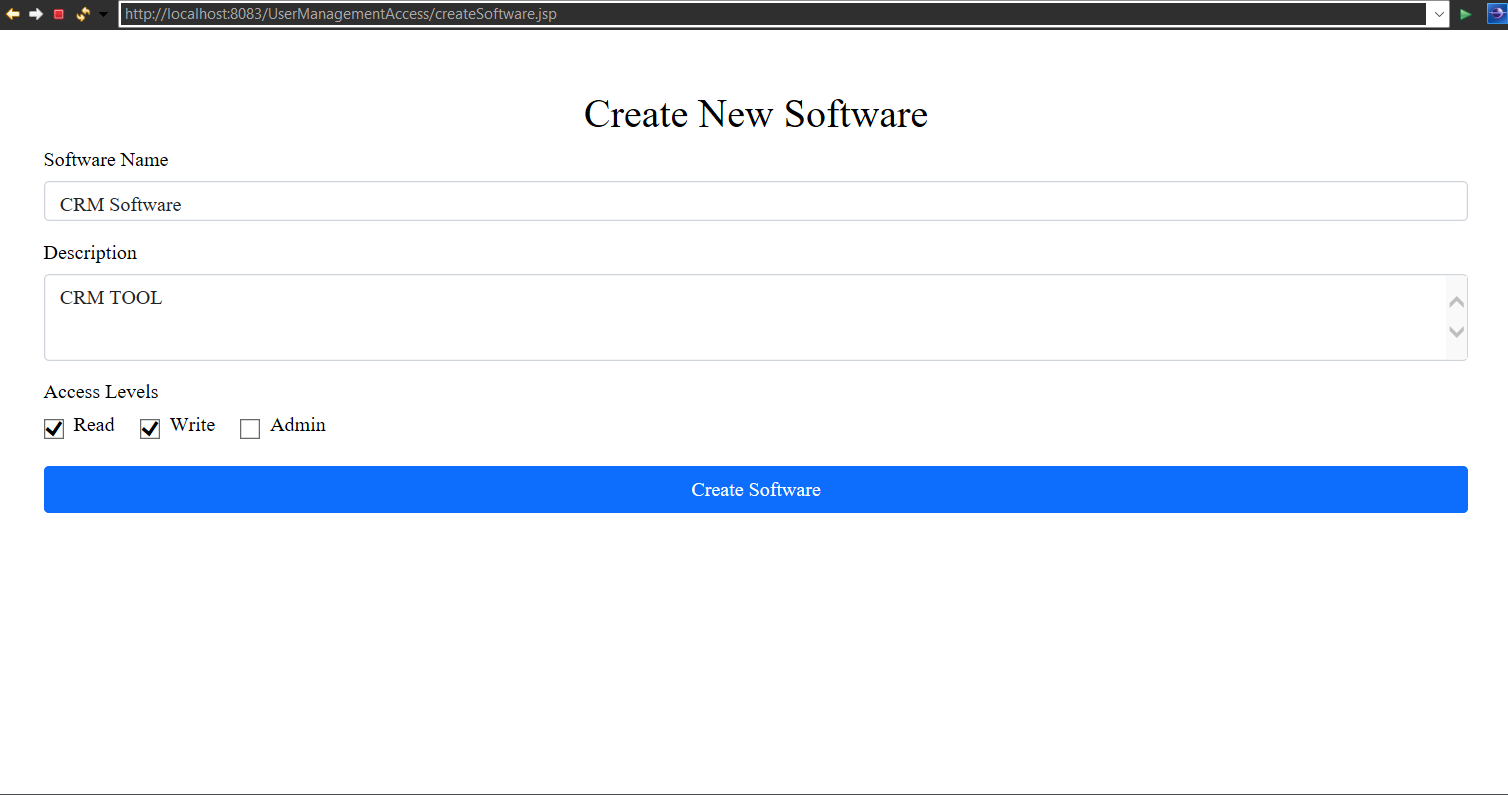 http://localhost:8083/UserManagementAccess/createSoftware.jsp
Create New Software
Software Name
CRM Software
Description
CRM TOOL
Access Levels
Read Write Admin
Create Software